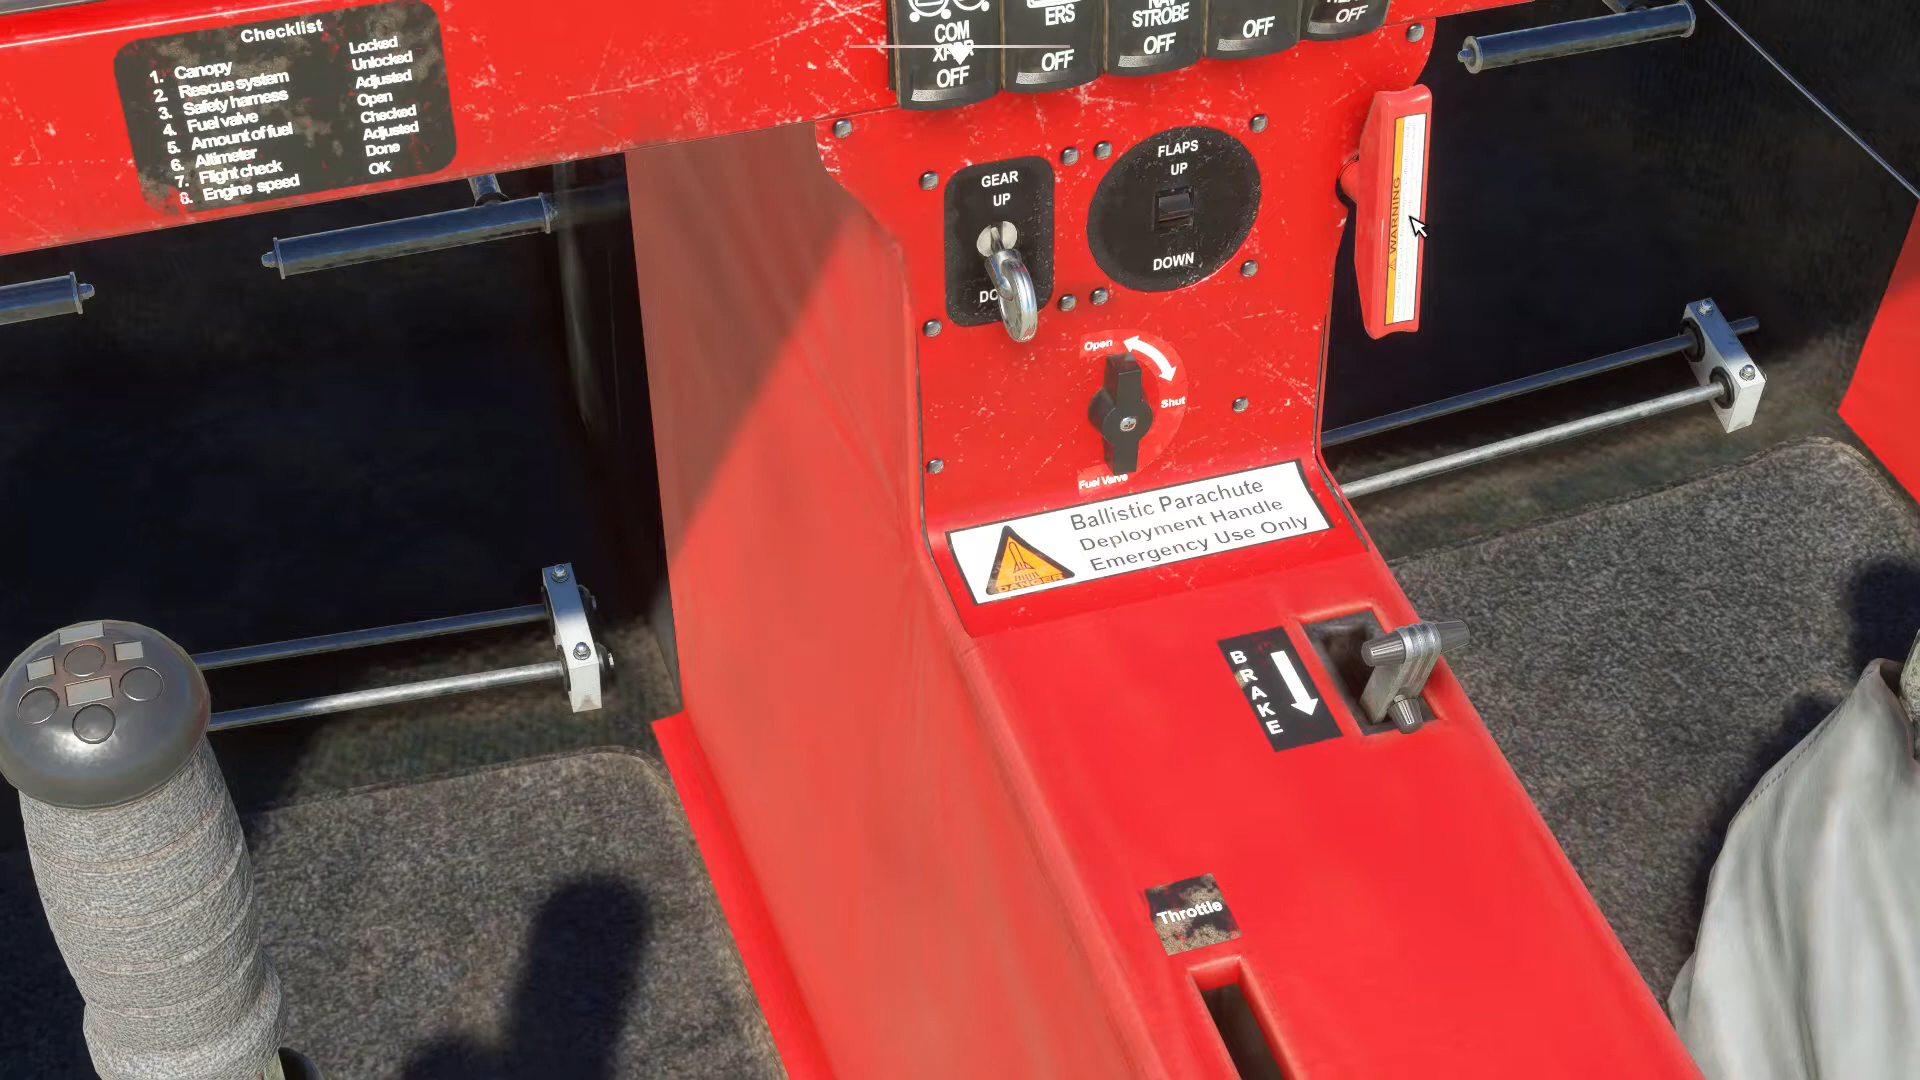 Checklist
1. Canopy Locked
2. Rescue system Unlocked
3. Safety harness Adjusted
4. Fuel valve Open
5. Amount of fuel Checked
6. Altimeter Adjusted
7. Flight check Done
8. Engine speed OK
COM
OFF
ERS
OFF
STROBE
OFF
OFF
OFF
GEAR
UP
FLAPS
UP
DOWN
WARNING
Open
Shut
Fuel Valve
Ballistic Parachute
Deployment Handle
Emergency Use Only
DANGER
BRAKE
Throttle